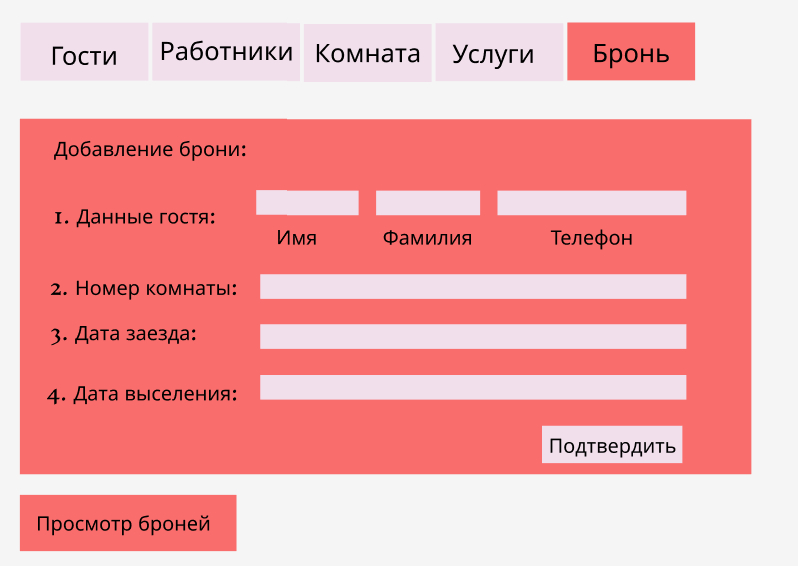 Гости Работники Комната Услуги Бронь
Добавление брони:
1. Данные гостя:
Имя Фамилия Телефон
2. Номер комнаты:
3. Дата заезда:
4. Дата выселения:
Подтвердить
Просмотр броней